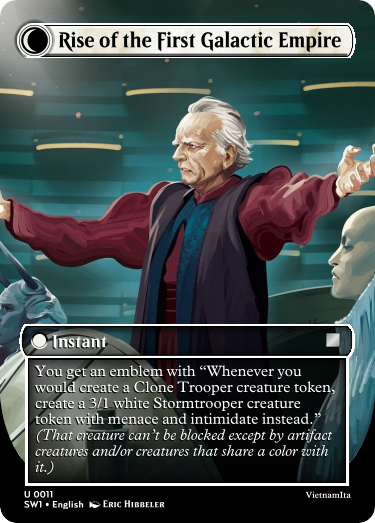 Rise of the First Galactic Empire
Instant
You get an emblem with “Whenever you
would create a Clone Trooper creature token,
create a 3/1 white Stormtrooper creature
token with menace and intimidate instead.”
(That creature can't be blocked except by artifact
creatures and/or creatures that share a color with
it.)
U 0011
SW1 • English Eric Hibbeler
VietnamIta